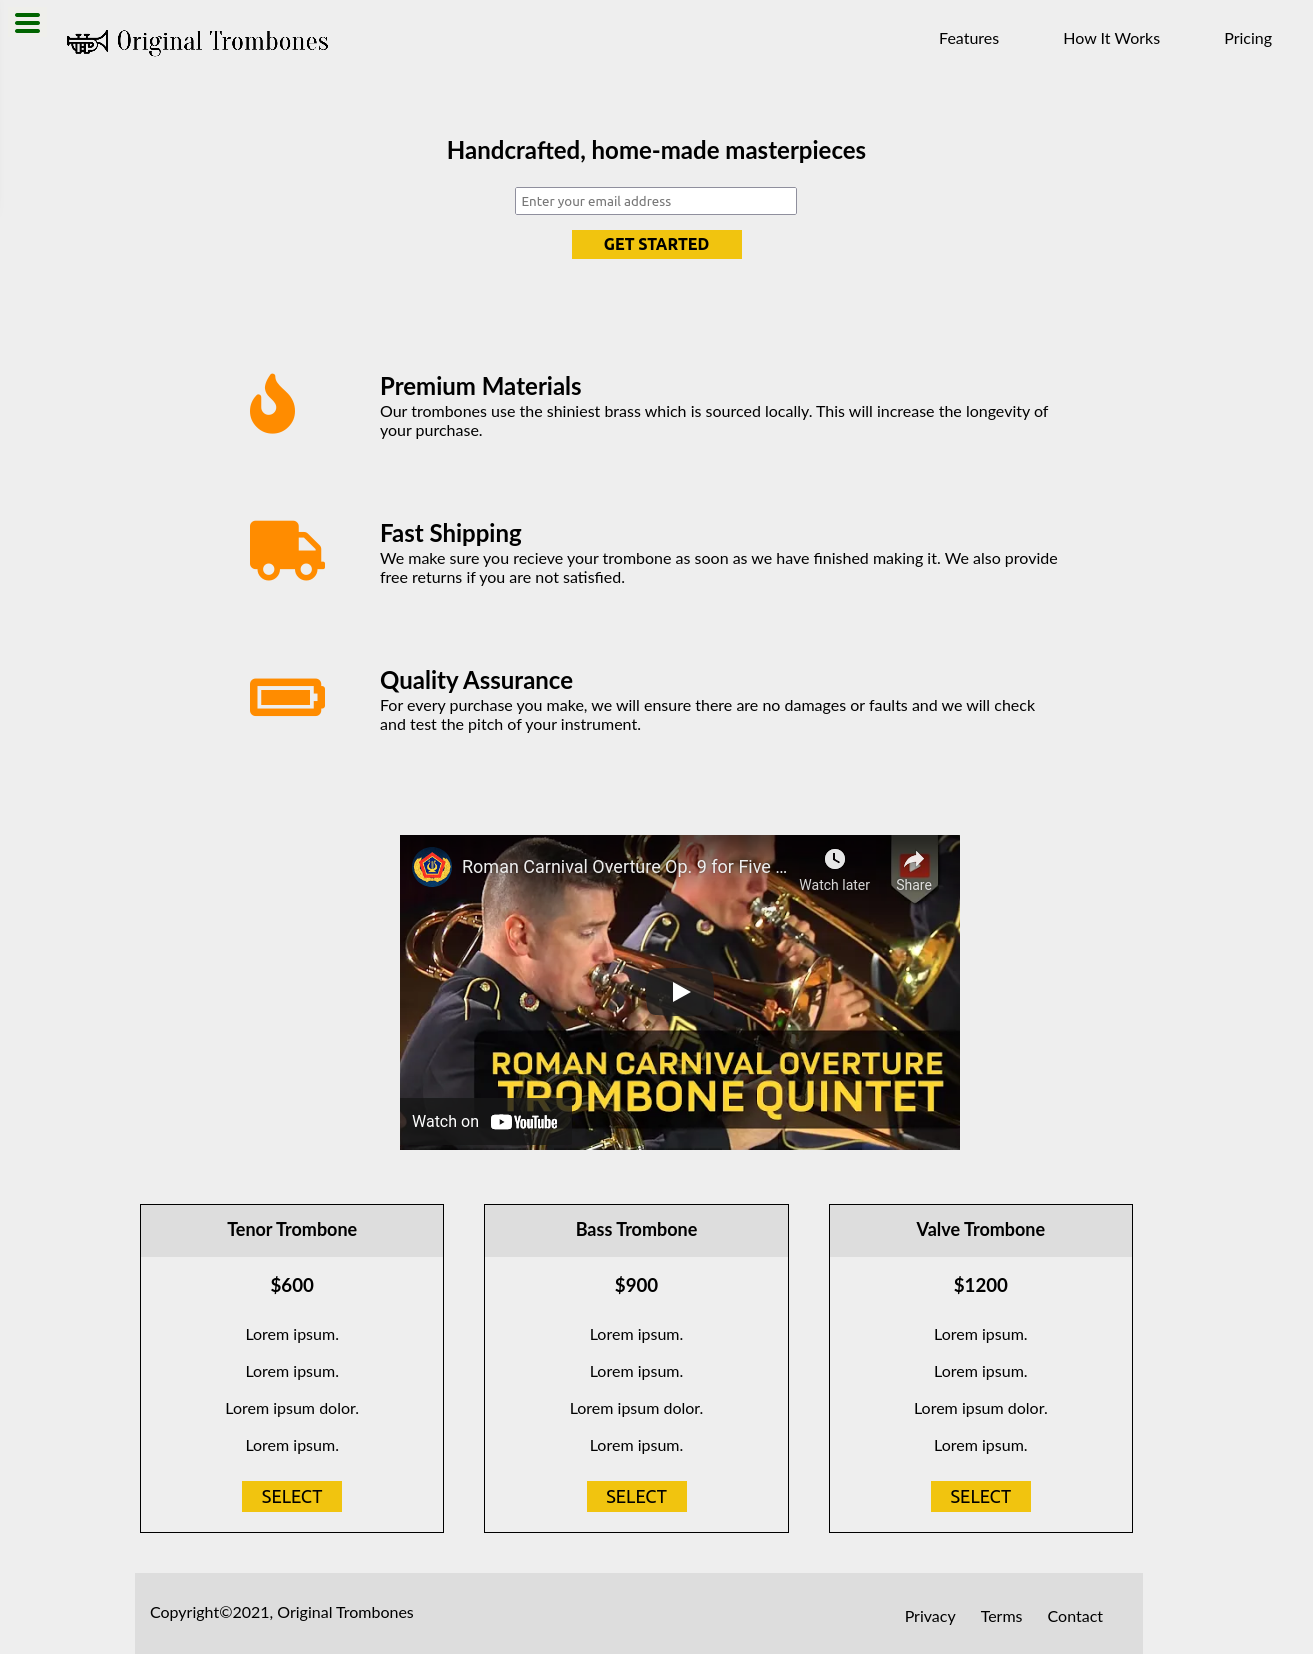 Original Trombones
Features
How It Works
Pricing
Handcrafted, home-made masterpieces
Enter your email address
GET STARTED
Premium Materials
Our trombones use the shiniest brass which is sourced locally. This will increase the longevity of
your purchase.
Fast Shipping
We make sure you recieve your trombone as soon as we have finished making it. We also provide
free returns if you are not satisfied.
Quality Assurance
For every purchase you make, we will ensure there are no damages or faults and we will check
and test the pitch of your instrument.
Roman Carnival Overture Op. 9 for Five ...
Watch later
Share
ROMAN CARNIVAL OVERTURE
TROMBONE QUINTET
Watch on YouTube
Tenor Trombone
$600
Lorem ipsum.
Lorem ipsum.
Lorem ipsum dolor.
Lorem ipsum.
SELECT
Bass Trombone
$900
Lorem ipsum.
Lorem ipsum.
Lorem ipsum dolor.
Lorem ipsum.
SELECT
Valve Trombone
$1200
Lorem ipsum.
Lorem ipsum.
Lorem ipsum dolor.
Lorem ipsum.
SELECT
Copyright©2021, Original Trombones
Privacy
Terms
Contact